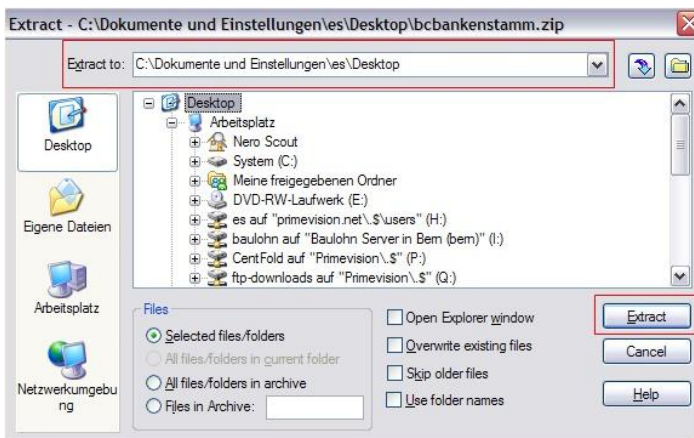 Extract - C:\Dokumente und Einstellungen\es\Desktop\bcbankenstamm.zip
Extract to: C:\Dokumente und Einstellungen\es\Desktop
Desktop
Eigene Dateien
Arbeitsplatz
Netzwerkumgebu
ng
Desktop
Arbeitsplatz
Nero Scout
System (C:)
Meine freigegebenen Ordner
DVD-RW-Laufwerk (E:)
es auf "primevision.net\.$\users" (H:)
baulohn auf "Baulohn Server in Bern (bern)" (I:)
CentFold auf "Primevision\.$" (P:)
ftp-downloads auf "Primevision\.$" (Q:)
Files
Selected files/folders
All files/folders in current folder
All files/folders in archive
Files in Archive:
Open Explorer window
Overwrite existing files
Skip older files
Use folder names
Extract
Cancel
Help